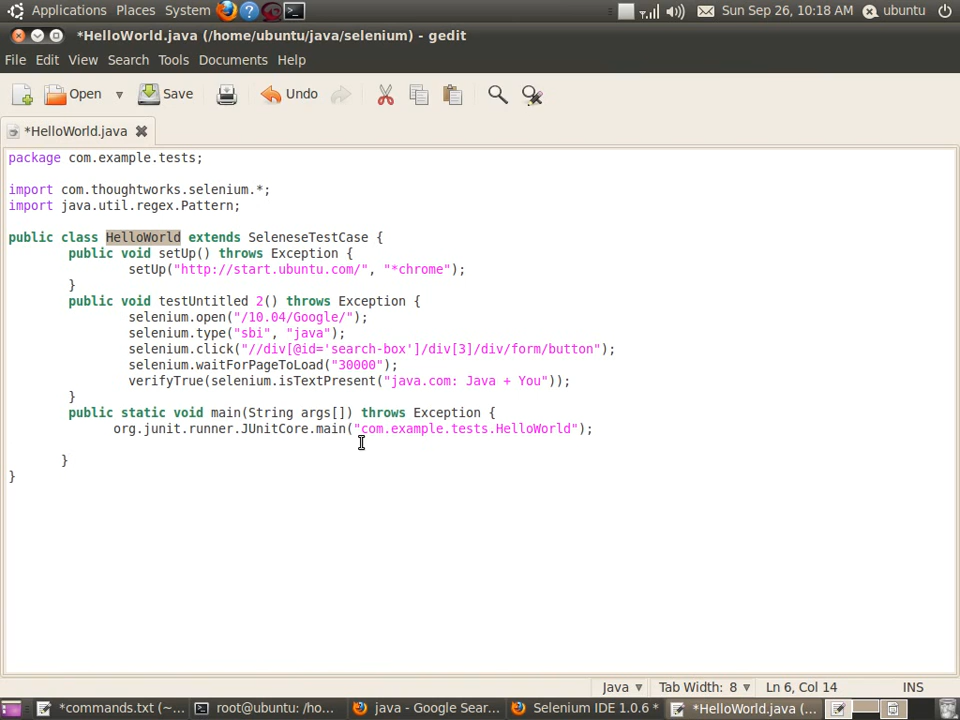 Applications Places System Sun Sep 26, 10:18 AM ubuntu
*HelloWorld.java (/home/ubuntu/java/selenium) - gedit
File Edit View Search Tools Documents Help
Open Save Undo
*HelloWorld.java
package com.example.tests;
import com.thoughtworks.selenium.*;
import java.util.regex.Pattern;
public class HelloWorld extends SeleneseTestCase {
public void setUp() throws Exception {
setUp("http://start.ubuntu.com/", "*chrome");
}
public void testUntitled 2() throws Exception {
selenium.open("/10.04/Google/");
selenium.type("sbi", "java");
selenium.click("//div[@id='search-box']/div[3]/div/form/button");
selenium.waitForPageToLoad("30000");
verifyTrue(selenium.isTextPresent("java.com: Java + You"));
}
public static void main(String args[]) throws Exception {
org.junit.runner.JUnitCore.main("com.example.tests.HelloWorld");
}
}
Java Tab Width: 8 Ln 6, Col 14 INS
*commands.txt (~... root@ubuntu: /ho... java - Google Sear... Selenium IDE 1.0.6 * *HelloWorld.java (...